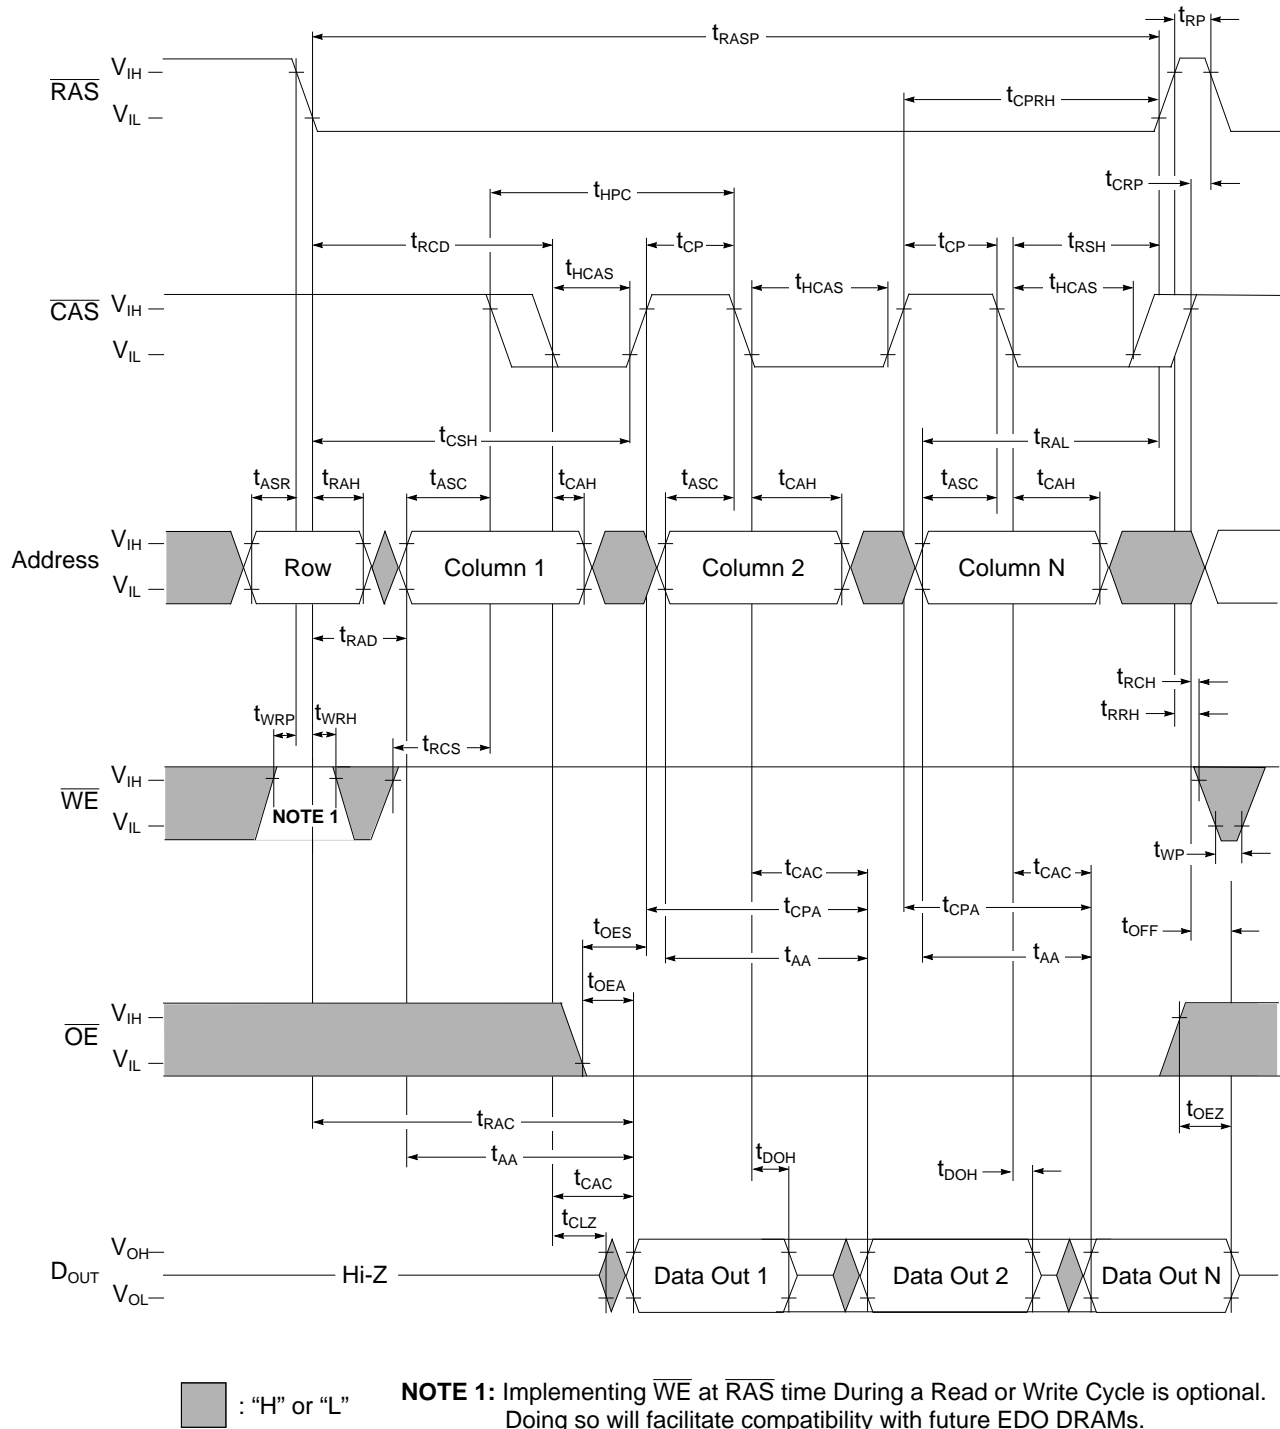 tRP
tRASP
RAS VIH
VIL
tCPRH
tCRP
tHPC
tRCD tCP tCP tRSH
tHCAS tHCAS tHCAS
CAS VIH
VIL
tCSH tRAL
tASR tRAH tASC tCAH tASC tCAH tASC tCAH
Address VIH
VIL
Row Column 1 Column 2 Column N
tRAD
tRCH
tWRP tWRH tRRH
tRCS
WE VIH
VIL
NOTE 1
tWP
tCAC tCAC
tCPA tCPA
tOES tOFF
tAA tAA
tOEA
OE VIH
VIL
tRAC tOEZ
tAA tDOH tDOH
tCAC
tCLZ
DOUT VOH
VOL
Hi-Z Data Out 1 Data Out 2 Data Out N
: “H” or “L”
NOTE 1: Implementing WE at RAS time During a Read or Write Cycle is optional.
Doing so will facilitate compatibility with future EDO DRAMs.